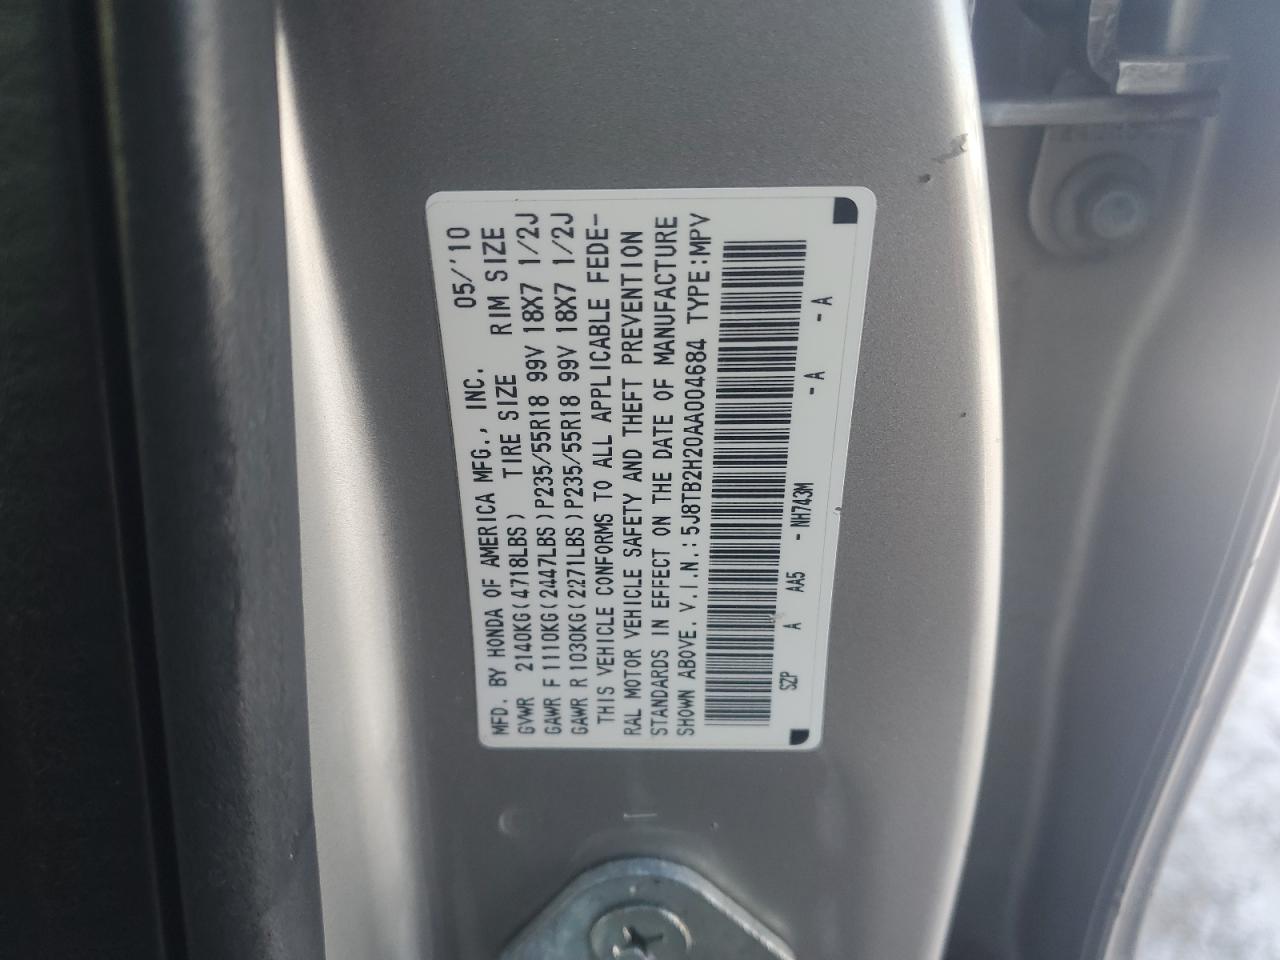 MFD. BY HONDA OF AMERICA MFG., INC. 05/'10
GVWR 2140KG(4718LBS) TIRE SIZE RIM SIZE
GAWR F 1110KG(2447LBS)P235/55R18 99V 18X7 1/2J
GAWR R 1030KG(2271LBS)P235/55R18 99V 18X7 1/2J
THIS VEHICLE CONFORMS TO ALL APPLICABLE FEDE-
RAL MOTOR VEHICLE SAFETY AND THEFT PREVENTION
STANDARDS IN EFFECT ON THE DATE OF MANUFACTURE
SHOWN ABOVE. V.I.N.:5J8TB2H20AA004684 TYPE:MPV
SZP A AA5 - NH743M - A - A